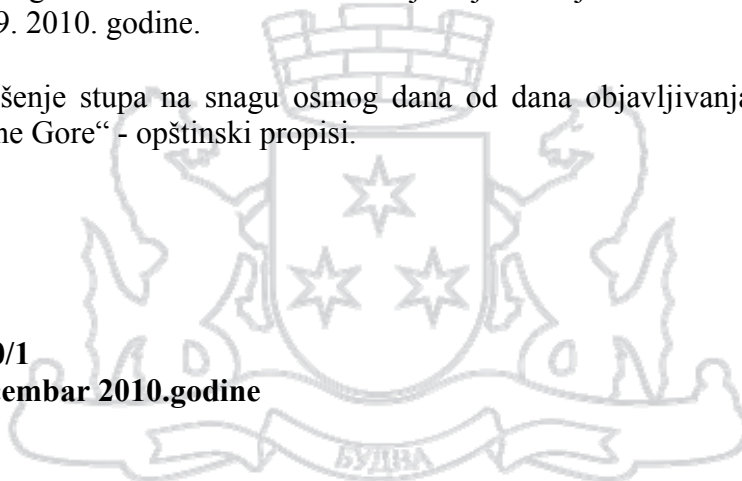 9. 2010. godine.
šenje stupa na snagu osmog dana od dana objavljivanja
ne Gore“ - opštinski propisi.
0/1
cembar 2010.godine
БУДВА